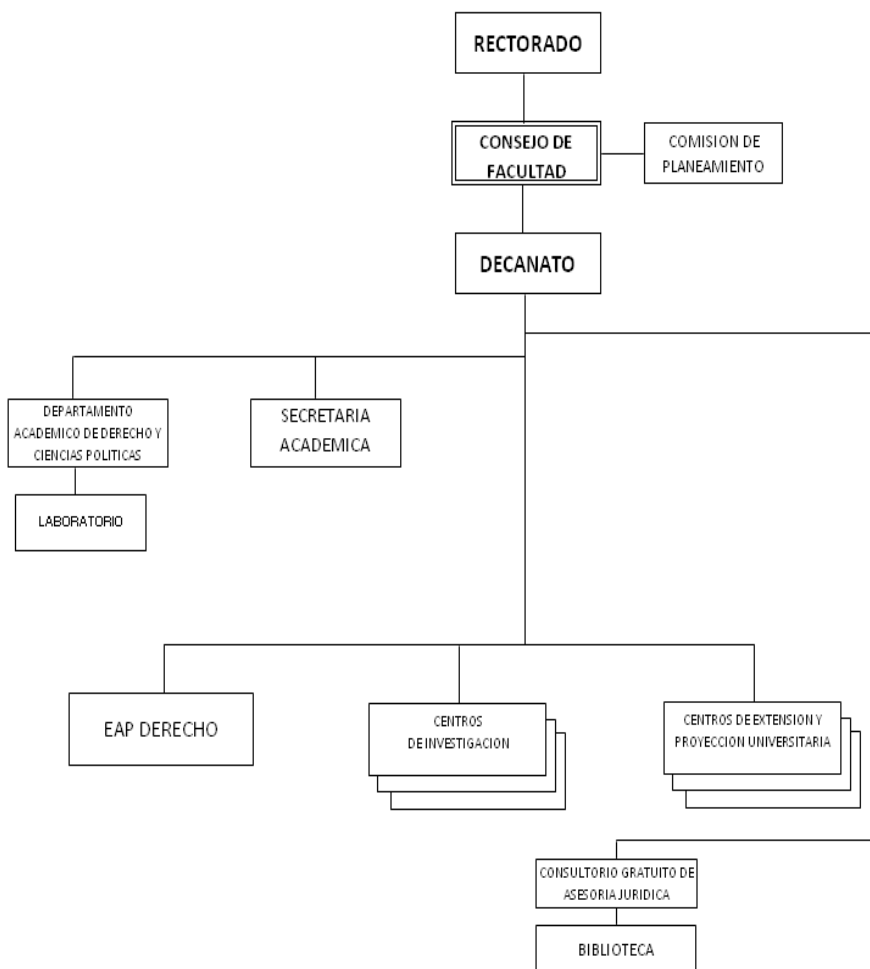 RECTORADO
CONSEJO DE
FACULTAD
COMISION DE
PLANEAMIENTO
DECANATO
DEPARTAMENTO
ACADEMICO DE DERECHO Y
CIENCIAS POLITICAS
SECRETARIA
ACADEMICA
LABORATORIO
EAP DERECHO
CENTROS
DE INVESTIGACION
CENTROS DE EXTENSION Y
PROYECCION UNIVERSITARIA
CONSULTORIO GRATUITO DE
ASESORIA JURIDICA
BIBLIOTECA